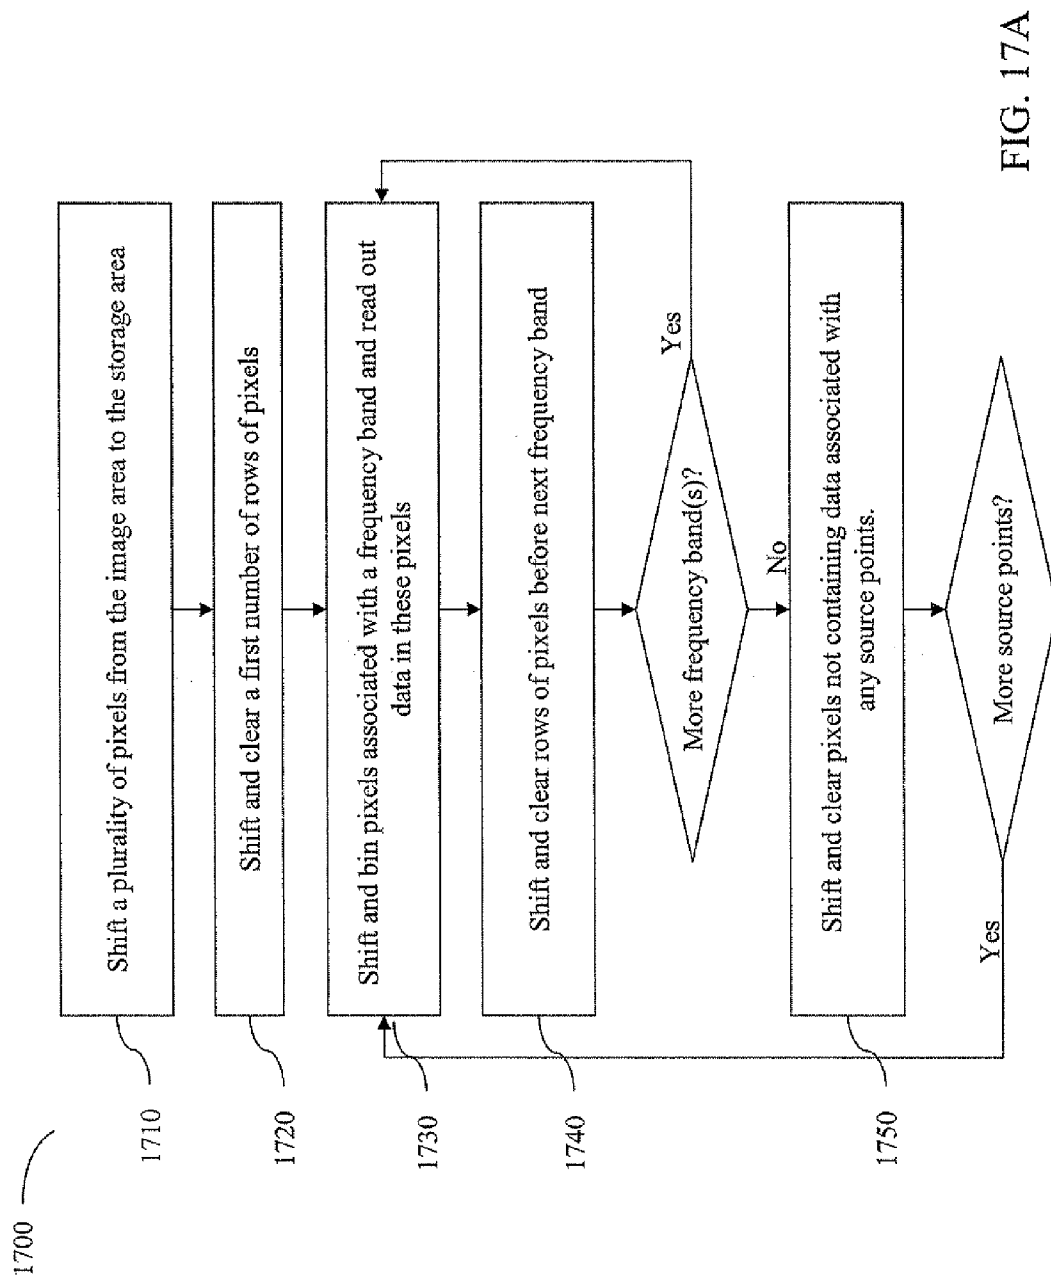 1700
1710
Shift a plurality of pixels from the image area to the storage area
1720
Shift and clear a first number of rows of pixels
1730
Shift and bin pixels associated with a frequency band and read out
data in these pixels
1740
Shift and clear rows of pixels before next frequency band
More frequency band(s)?
Yes
No
1750
Shift and clear pixels not containing data associated with
any source points.
More source points?
Yes
FIG. 17A